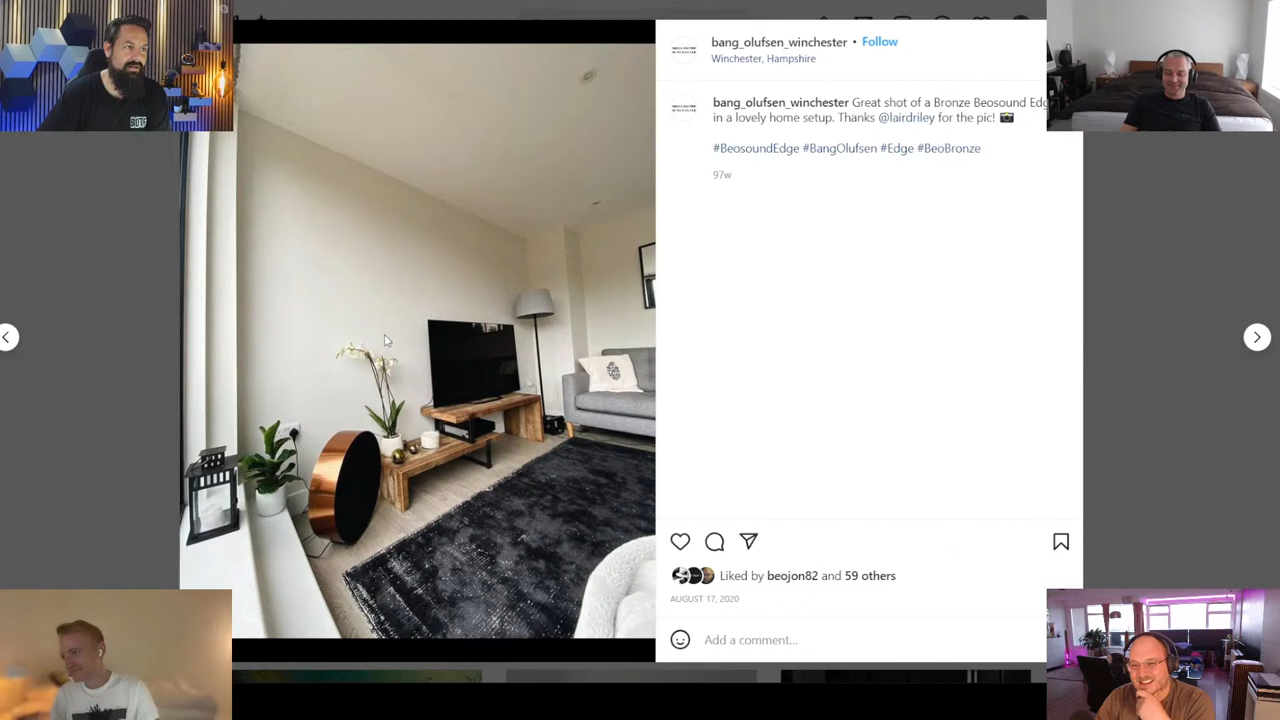 bang_olufsen_winchester • Follow
Winchester, Hampshire
bang_olufsen_winchester Great shot of a Bronze Beosound Edg
in a lovely home setup. Thanks @lairdriley for the pic! 📷
#BeosoundEdge #BangOlufsen #Edge #BeoBronze
97w
Liked by beojon82 and 59 others
AUGUST 17, 2020
Add a comment...